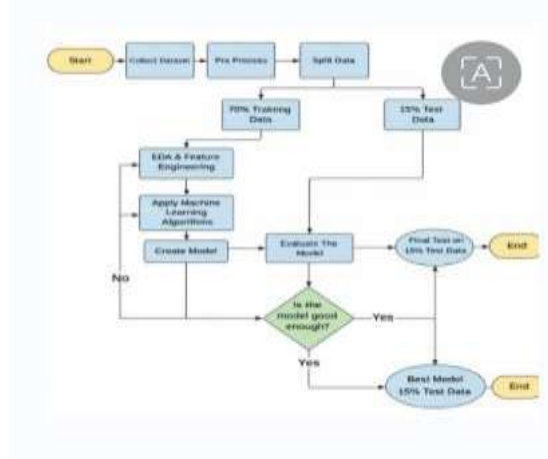 Start
Collect Dataset
Pre Process
Split Data
A
70% Training
Data
15% Test
Data
EDA & Feature
Engineering
Apply Machine
Learning
Algorithms
Create Model
Evaluate The
Model
Final Test on
15% Test Data
End
No
Is the
model good
enough?
Yes
Yes
Best Model
15% Test Data
End